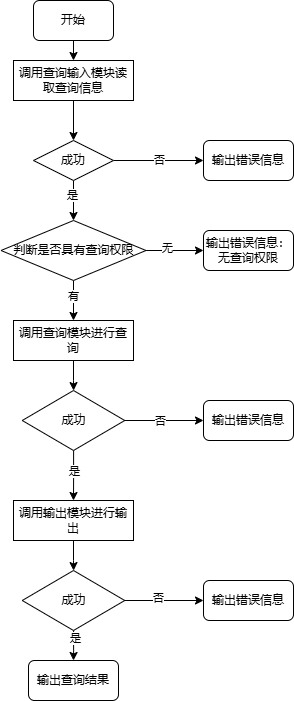 开始
调用查询输入模块读
取查询信息
成功
否
输出错误信息
是
判断是否具有查询权限
无
输出错误信息：
无查询权限
有
调用查询模块进行查
询
成功
否
输出错误信息
是
调用输出模块进行输
出
成功
否
输出错误信息
是
输出查询结果